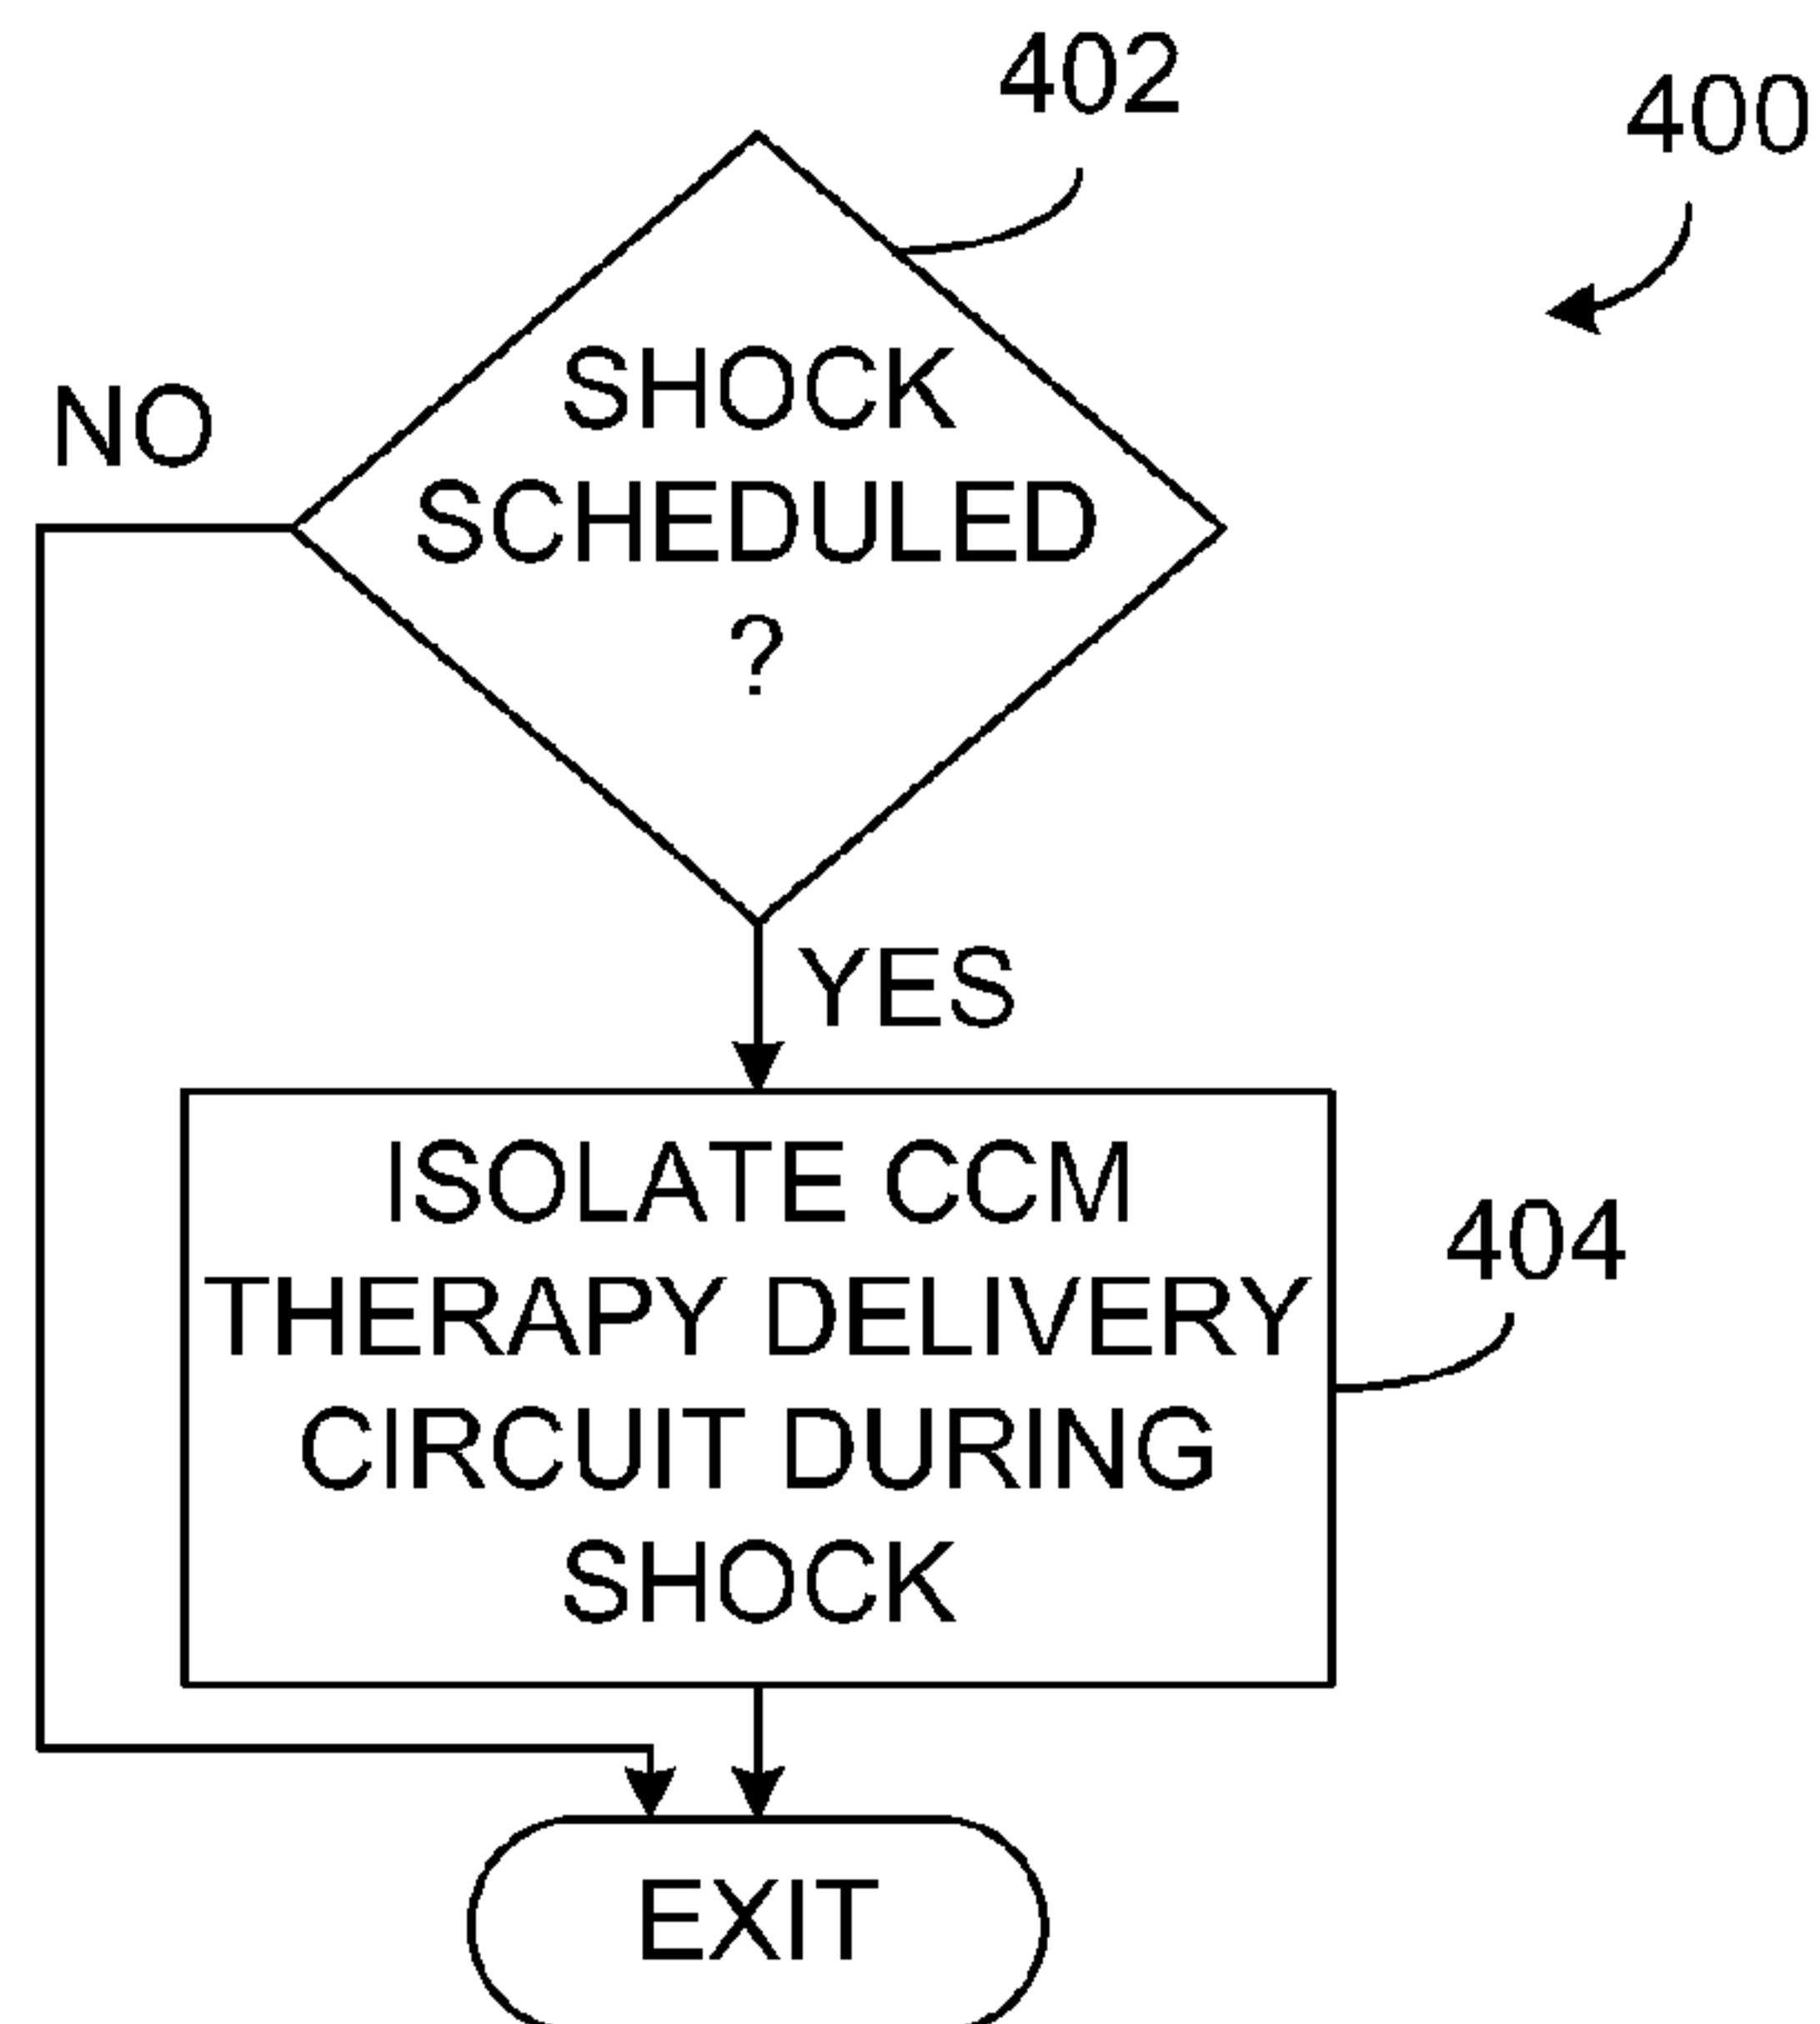 402
400
NO
SHOCK
SCHEDULED
?
YES
ISOLATE CCM
THERAPY DELIVERY
CIRCUIT DURING
SHOCK
404
EXIT